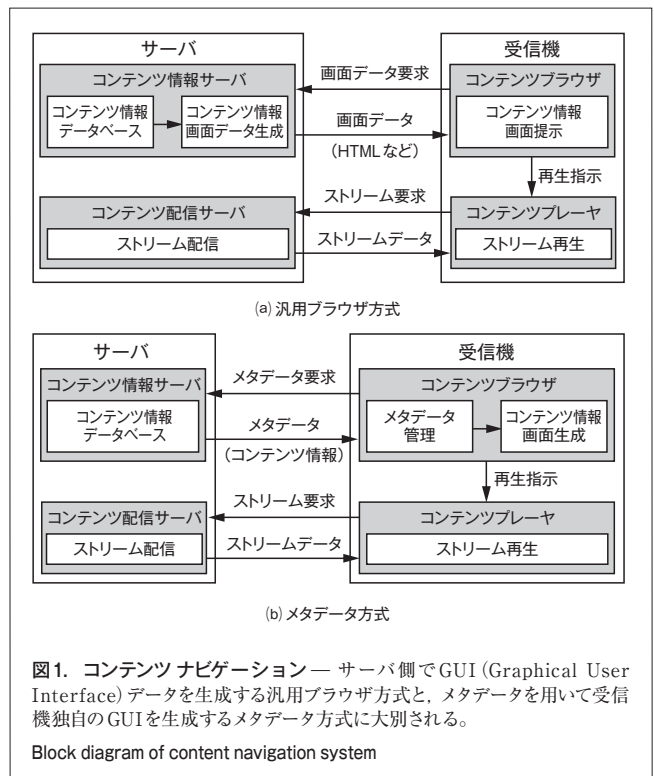 サーバ
受信機
コンテンツ情報サーバ
コンテンツ情報
データベース
コンテンツ情報
画面データ生成
画面データ要求
画面データ
(HTMLなど)
コンテンツブラウザ
コンテンツ情報
画面提示
再生指示
コンテンツ配信サーバ
ストリーム配信
ストリーム要求
ストリームデータ
コンテンツプレーヤ
ストリーム再生
(a) 汎用ブラウザ方式
サーバ
受信機
コンテンツ情報サーバ
コンテンツ情報
データベース
メタデータ要求
メタデータ
(コンテンツ情報)
コンテンツブラウザ
メタデータ
管理
コンテンツ情報
画面生成
再生指示
コンテンツ配信サーバ
ストリーム配信
ストリーム要求
ストリームデータ
コンテンツプレーヤ
ストリーム再生
(b) メタデータ方式
図1. コンテンツ ナビゲーション — サーバ側でGUI(Graphical User
Interface)データを生成する汎用ブラウザ方式と,メタデータを用いて受信
機独自のGUIを生成するメタデータ方式に大別される。
Block diagram of content navigation system